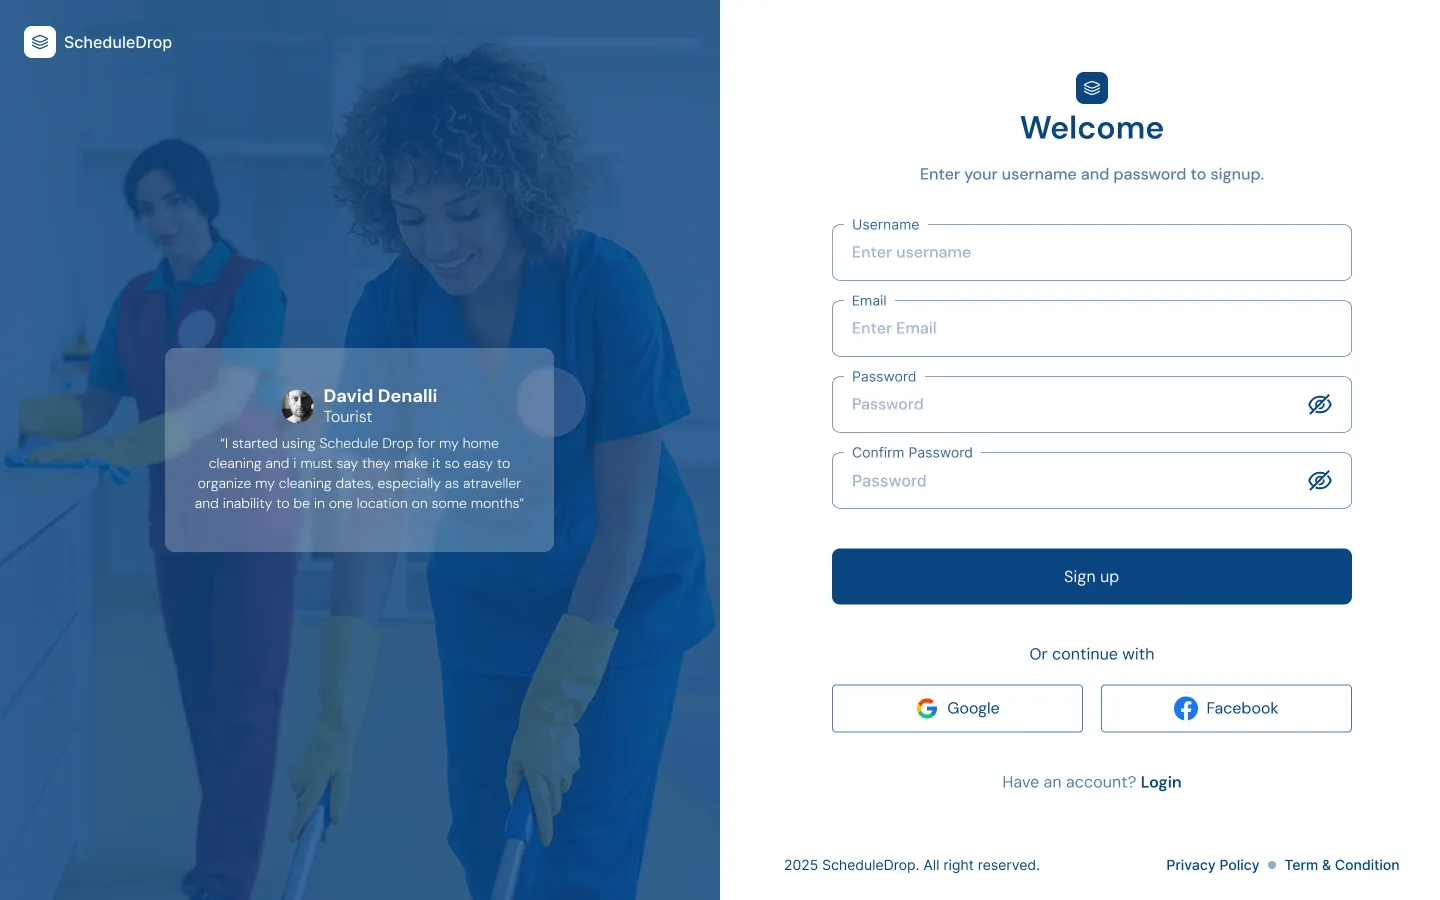 ScheduleDrop
David Denalli
Tourist
“I started using Schedule Drop for my home
cleaning and i must say they make it so easy to
organize my cleaning dates, especially as atraveller
and inability to be in one location on some months”
Welcome
Enter your username and password to signup.
Username
Enter username
Email
Enter Email
Password
Password
Confirm Password
Password
Sign up
Or continue with
Google
Facebook
Have an account? Login
2025 ScheduleDrop. All right reserved.
Privacy Policy
Term & Condition